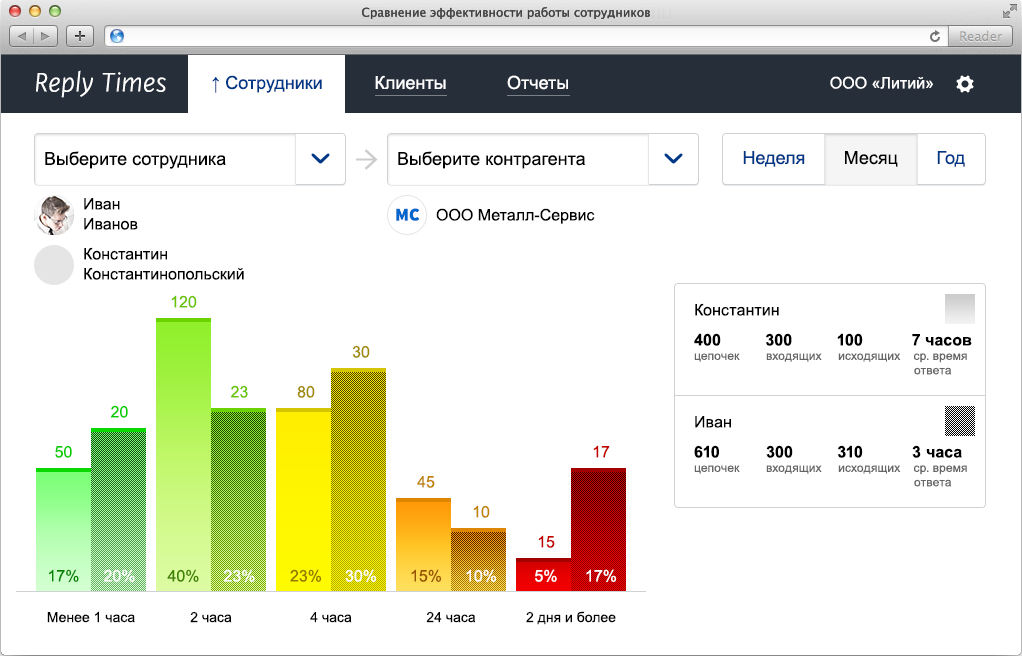 Сравнение эффективности работы сотрудников
Reader
Reply Times
↑ Сотрудники
Клиенты
Отчеты
ООО «Литий»
Выберите сотрудника
Выберите контрагента
Неделя
Месяц
Год
Иван
Иванов
МС
ООО Металл-Сервис
Константин
Константинопольский
120
30
80
23
20
50
45
10
17
15
17%
20%
40%
23%
23%
30%
15%
10%
5%
17%
Менее 1 часа
2 часа
4 часа
24 часа
2 дня и более
Константин
400 300 100 7 часов
цепочек входящих исходящих ср. время
ответа
Иван
610 300 310 3 часа
цепочек входящих исходящих ср. время
ответа